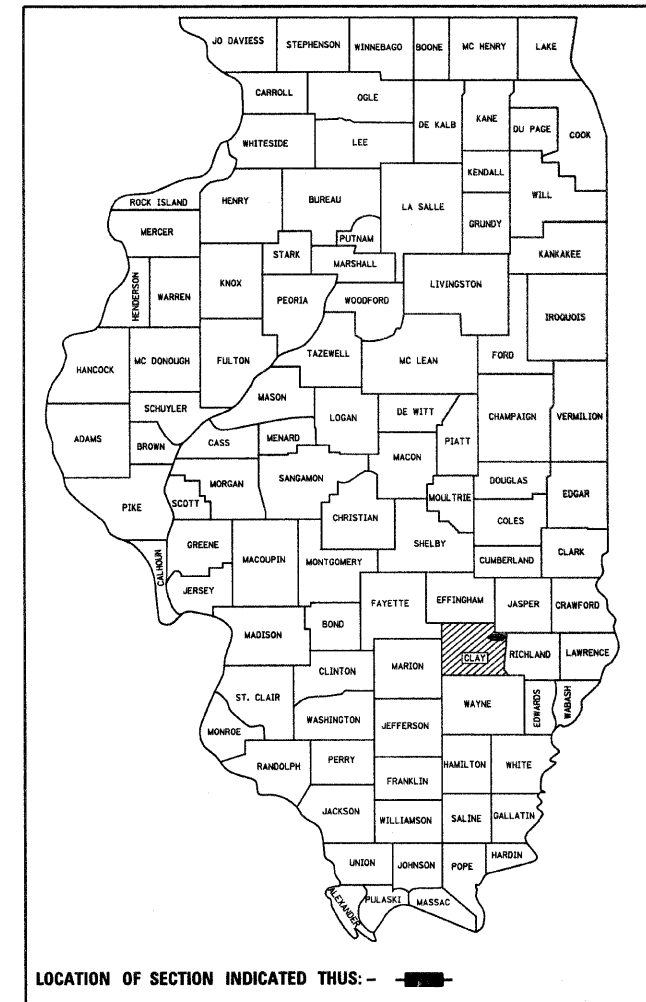 JO DAVIESS
STEPHENSON
WINNEBAGO
BOONE
MC HENRY
LAKE
CARROLL
OGLE
DE KALB
KANE
DU PAGE
COOK
WHITESIDE
LEE
KENDALL
WILL
ROCK ISLAND
HENRY
BUREAU
LA SALLE
GRUNDY
MERCER
PUTNAM
STARK
MARSHALL
KANKAKEE
HENDERSON
WARREN
KNOX
PEORIA
WOODFORD
LIVINGSTON
IROQUOIS
HANCOCK
MC DONOUGH
FULTON
TAZEWELL
MC LEAN
FORD
MASON
SCHUYLER
LOGAN
DE WITT
CHAMPAIGN
VERMILION
ADAMS
BROWN
CASS
MENARD
MACON
PIATT
MORGAN
SANGAMON
DOUGLAS
EDGAR
PIKE
SCOTT
CHRISTIAN
MOULTRIE
COLES
GREENE
MACOUPIN
MONTGOMERY
SHELBY
CUMBERLAND
CLARK
CALHOUN
JERSEY
FAYETTE
EFFINGHAM
JASPER
CRAWFORD
MADISON
BOND
CLAY
RICHLAND
LAWRENCE
CLINTON
MARION
ST. CLAIR
WAYNE
EDWARDS
WABASH
MONROE
WASHINGTON
JEFFERSON
RANDOLPH
PERRY
HAMILTON
WHITE
FRANKLIN
JACKSON
WILLIAMSON
SALINE
GALLATIN
UNION
JOHNSON
POPE
HARDIN
ALEXANDER
PULASKI
MASSAC
LOCATION OF SECTION INDICATED THUS: -